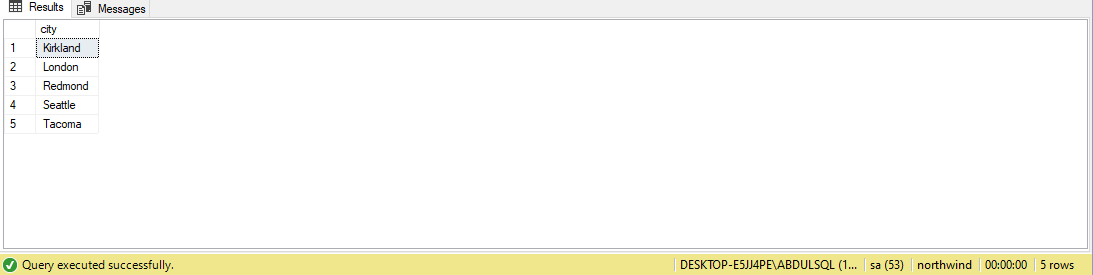 Results Messages
city
1 Kirkland
2 London
3 Redmond
4 Seattle
5 Tacoma
Query executed successfully. DESKTOP-E5JJ4PE\ABDULSQL (1... sa (53) northwind 00:00:00 5 rows